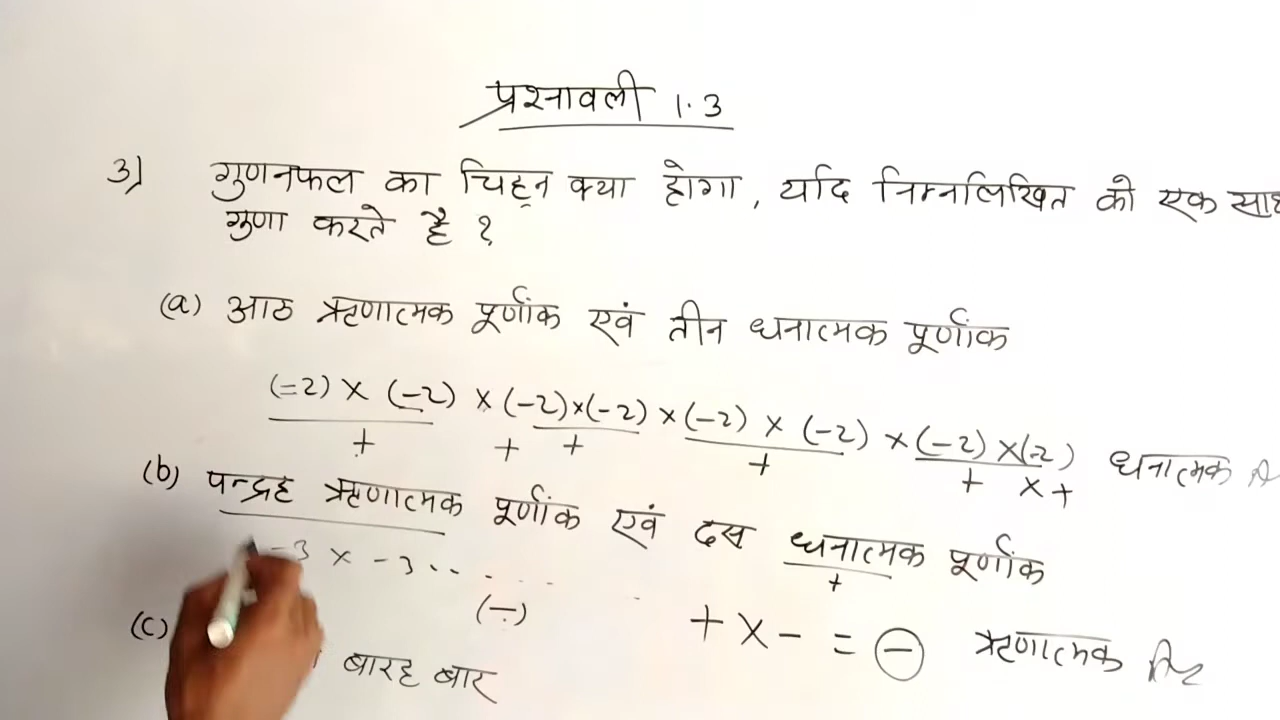 प्रश्नावली 1.3
3) गुणनफल का चिह्न क्या होगा, यदि निम्नलिखित को एक साथ
गुणा करते है ?
(a) आठ ऋणात्मक पूर्णांक एवं तीन धनात्मक पूर्णांक
(-2) × (-2) × (-2)×(-2) × (-2) × (-2) × (-2) ×(-2) धनात्मक
+ + + + + × +
(b) पन्द्रह ऋणात्मक पूर्णांक एवं दस धनात्मक पूर्णांक
-3 × -3 ..... +
(-) + × - = - ऋणात्मक
(c) बारह बार